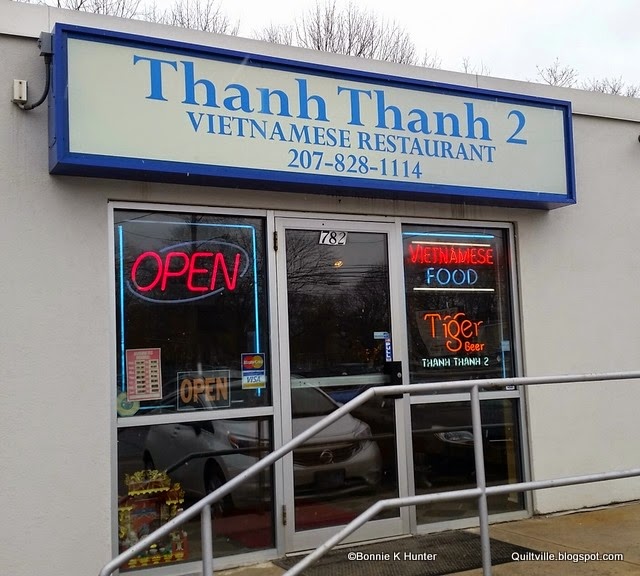 Thanh Thanh 2
VIETNAMESE RESTAURANT
207-828-1114
782
OPEN
VIETNAMESE
FOOD
Tiger
Beer
THANH THANH 2
MasterCard
VISA
OPEN
©Bonnie K Hunter
Quiltville.blogspot.com